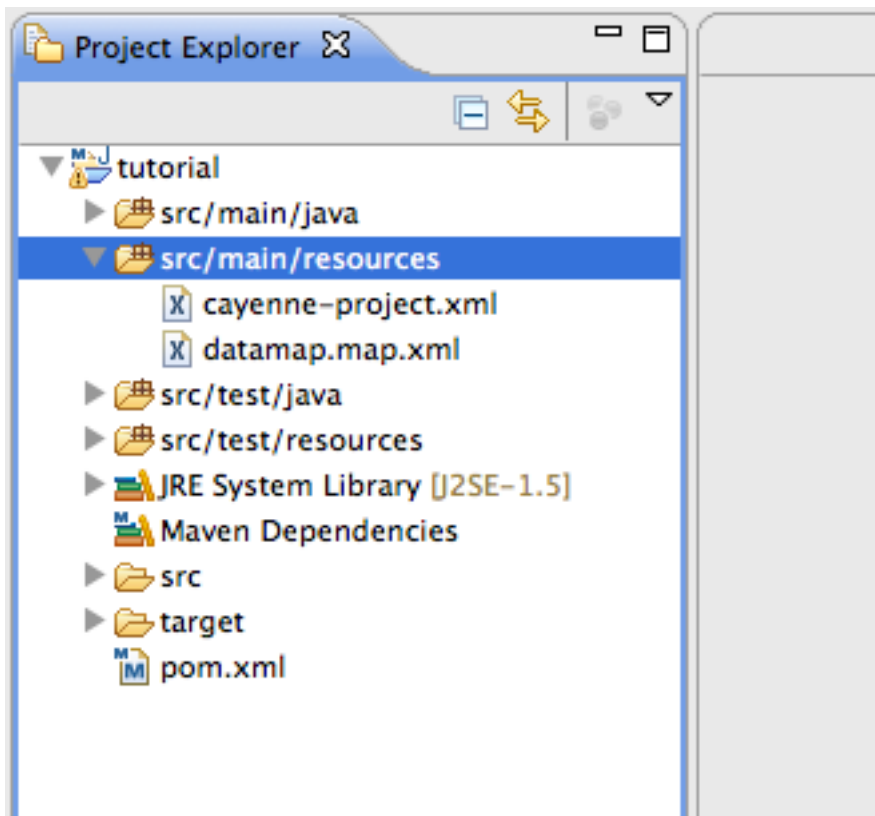 Project Explorer
tutorial
src/main/java
src/main/resources
cayenne-project.xml
datamap.map.xml
src/test/java
src/test/resources
JRE System Library [J2SE-1.5]
Maven Dependencies
src
target
pom.xml